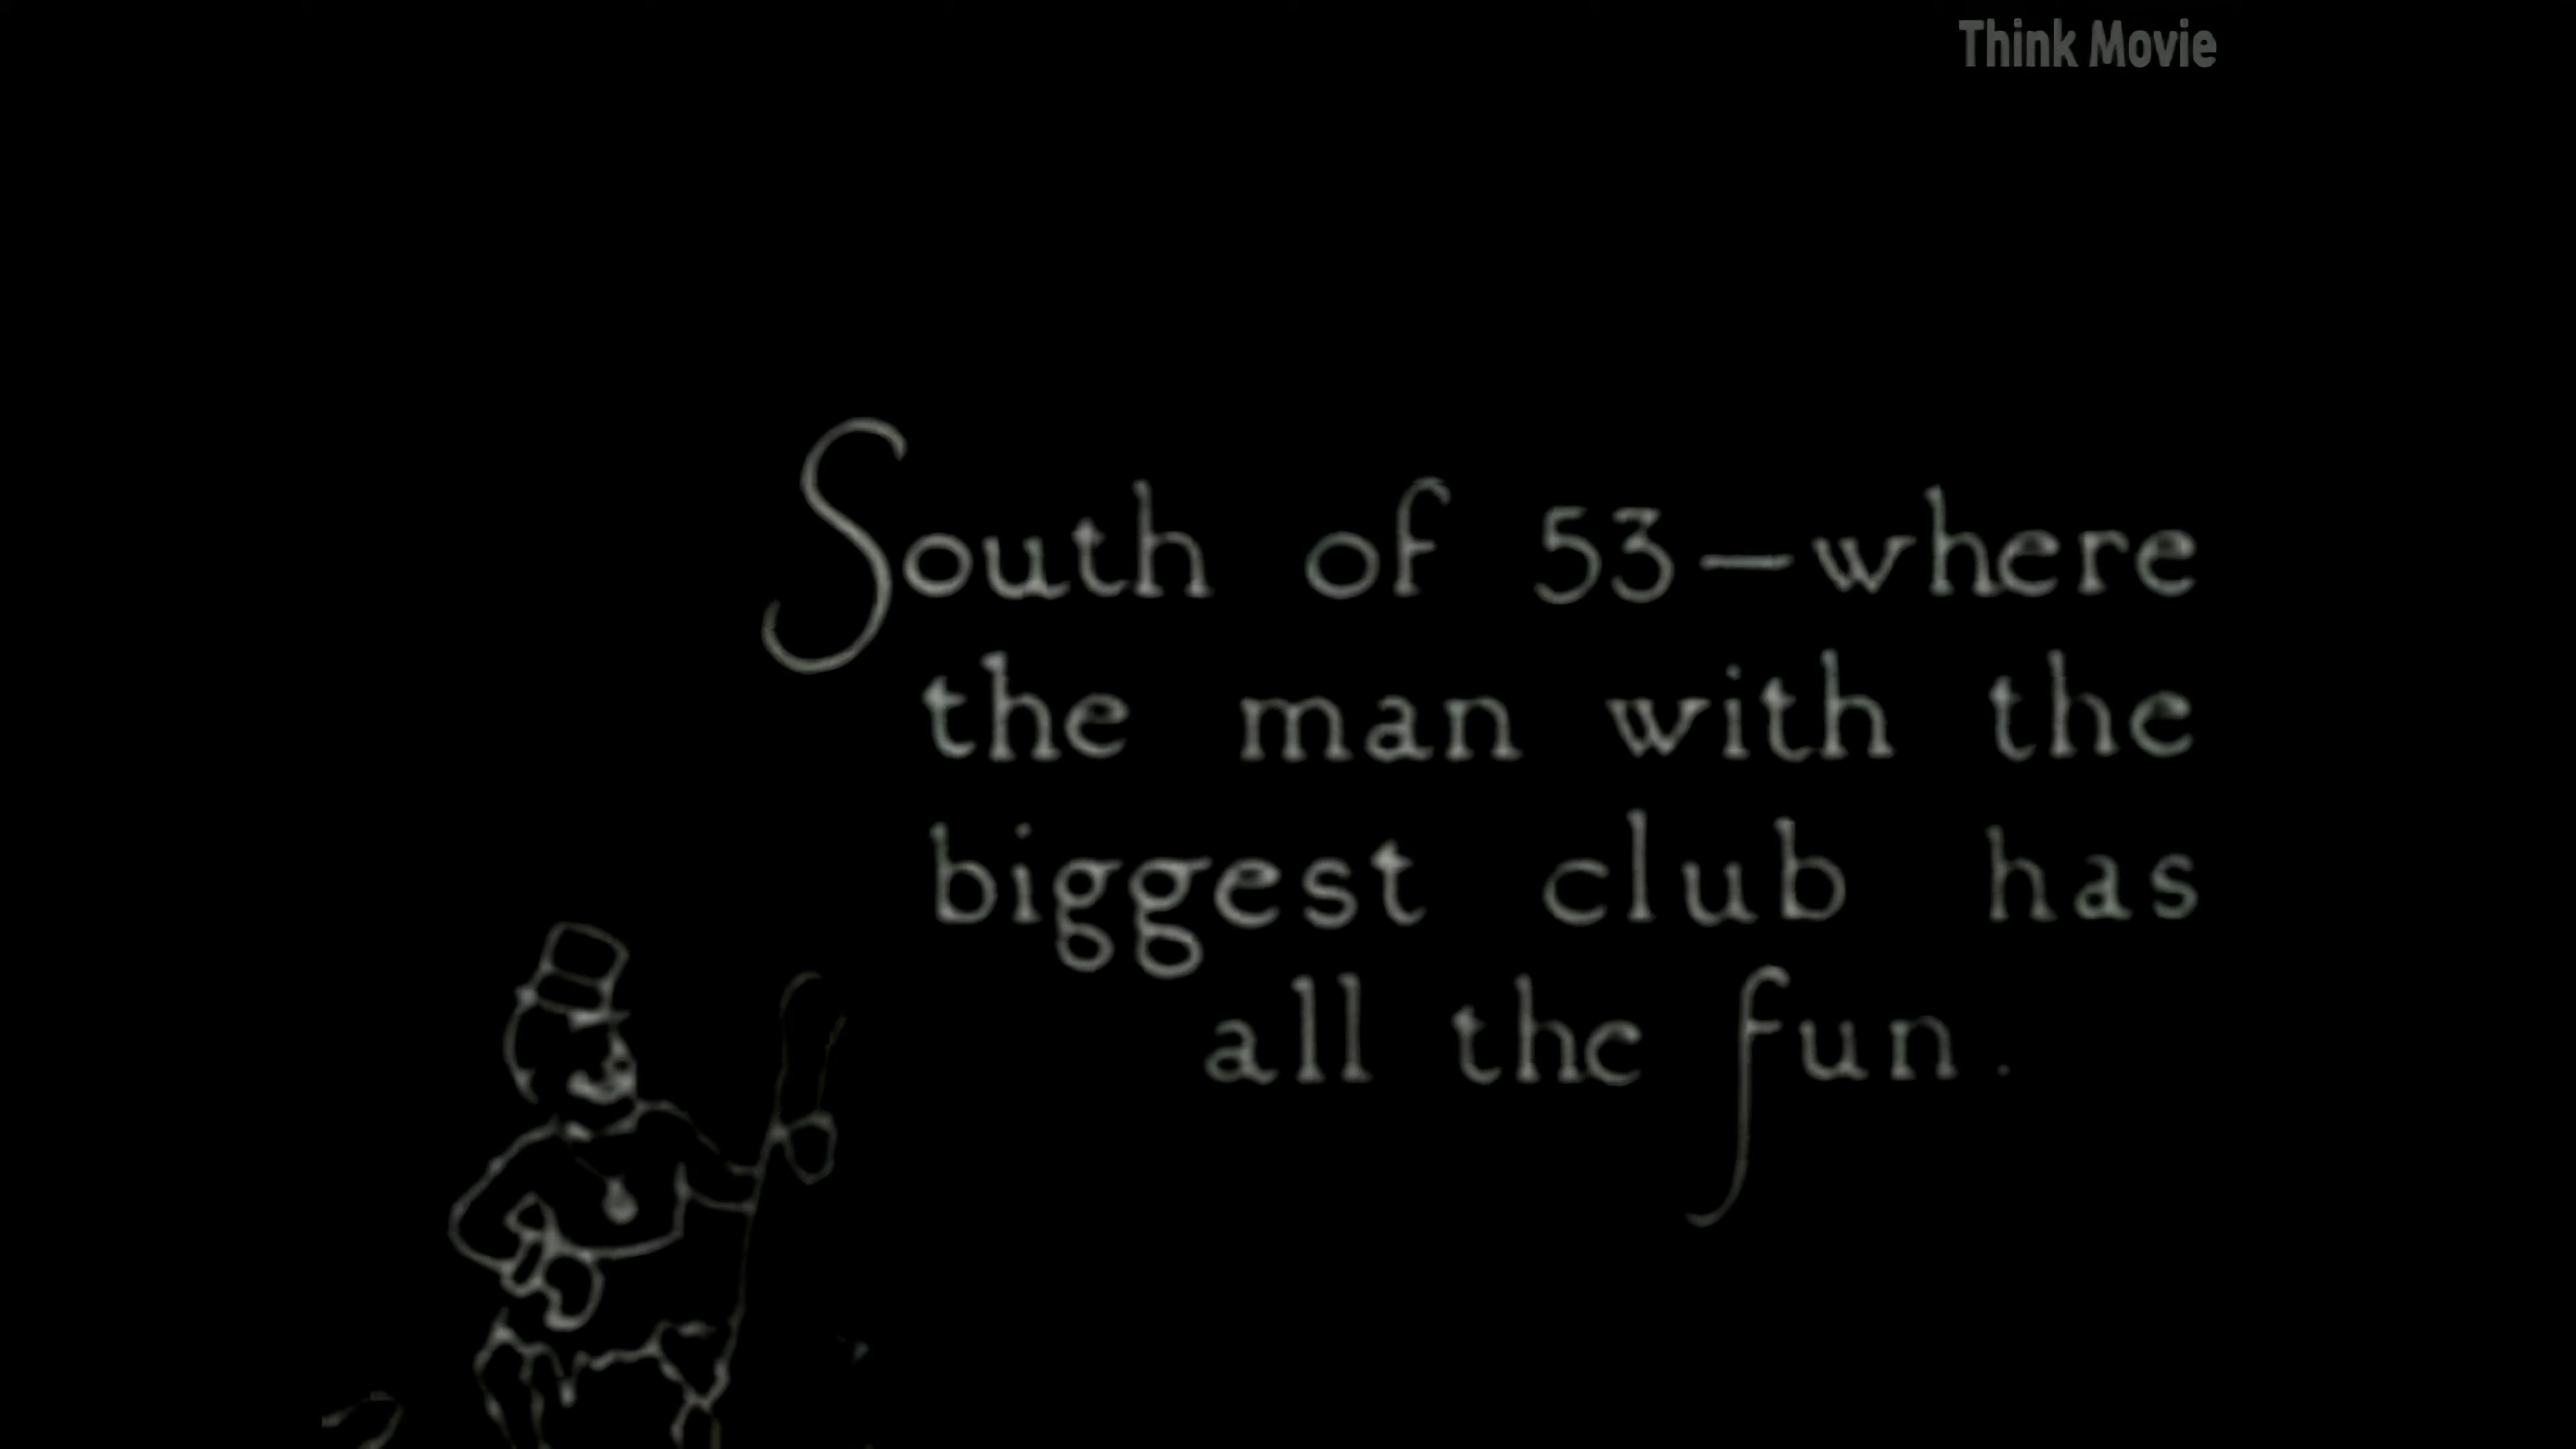 Think Movie
South of 53—where
the man with the
biggest club has
all the fun.